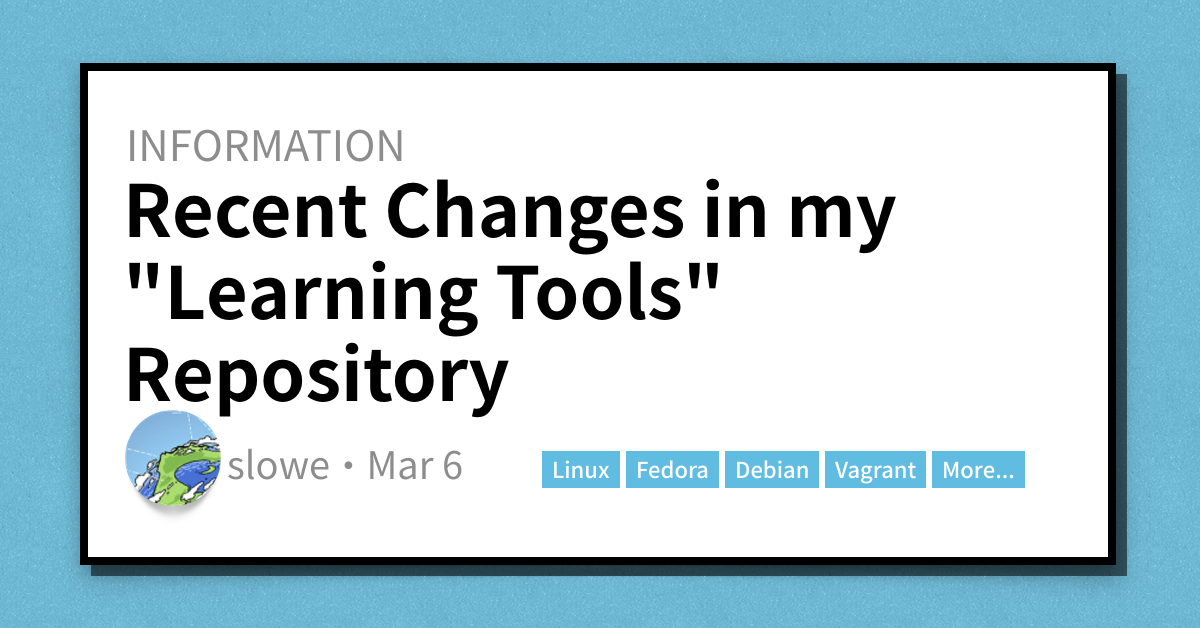 INFORMATION
Recent Changes in my
"Learning Tools"
Repository
slowe • Mar 6
Linux Fedora Debian Vagrant More...